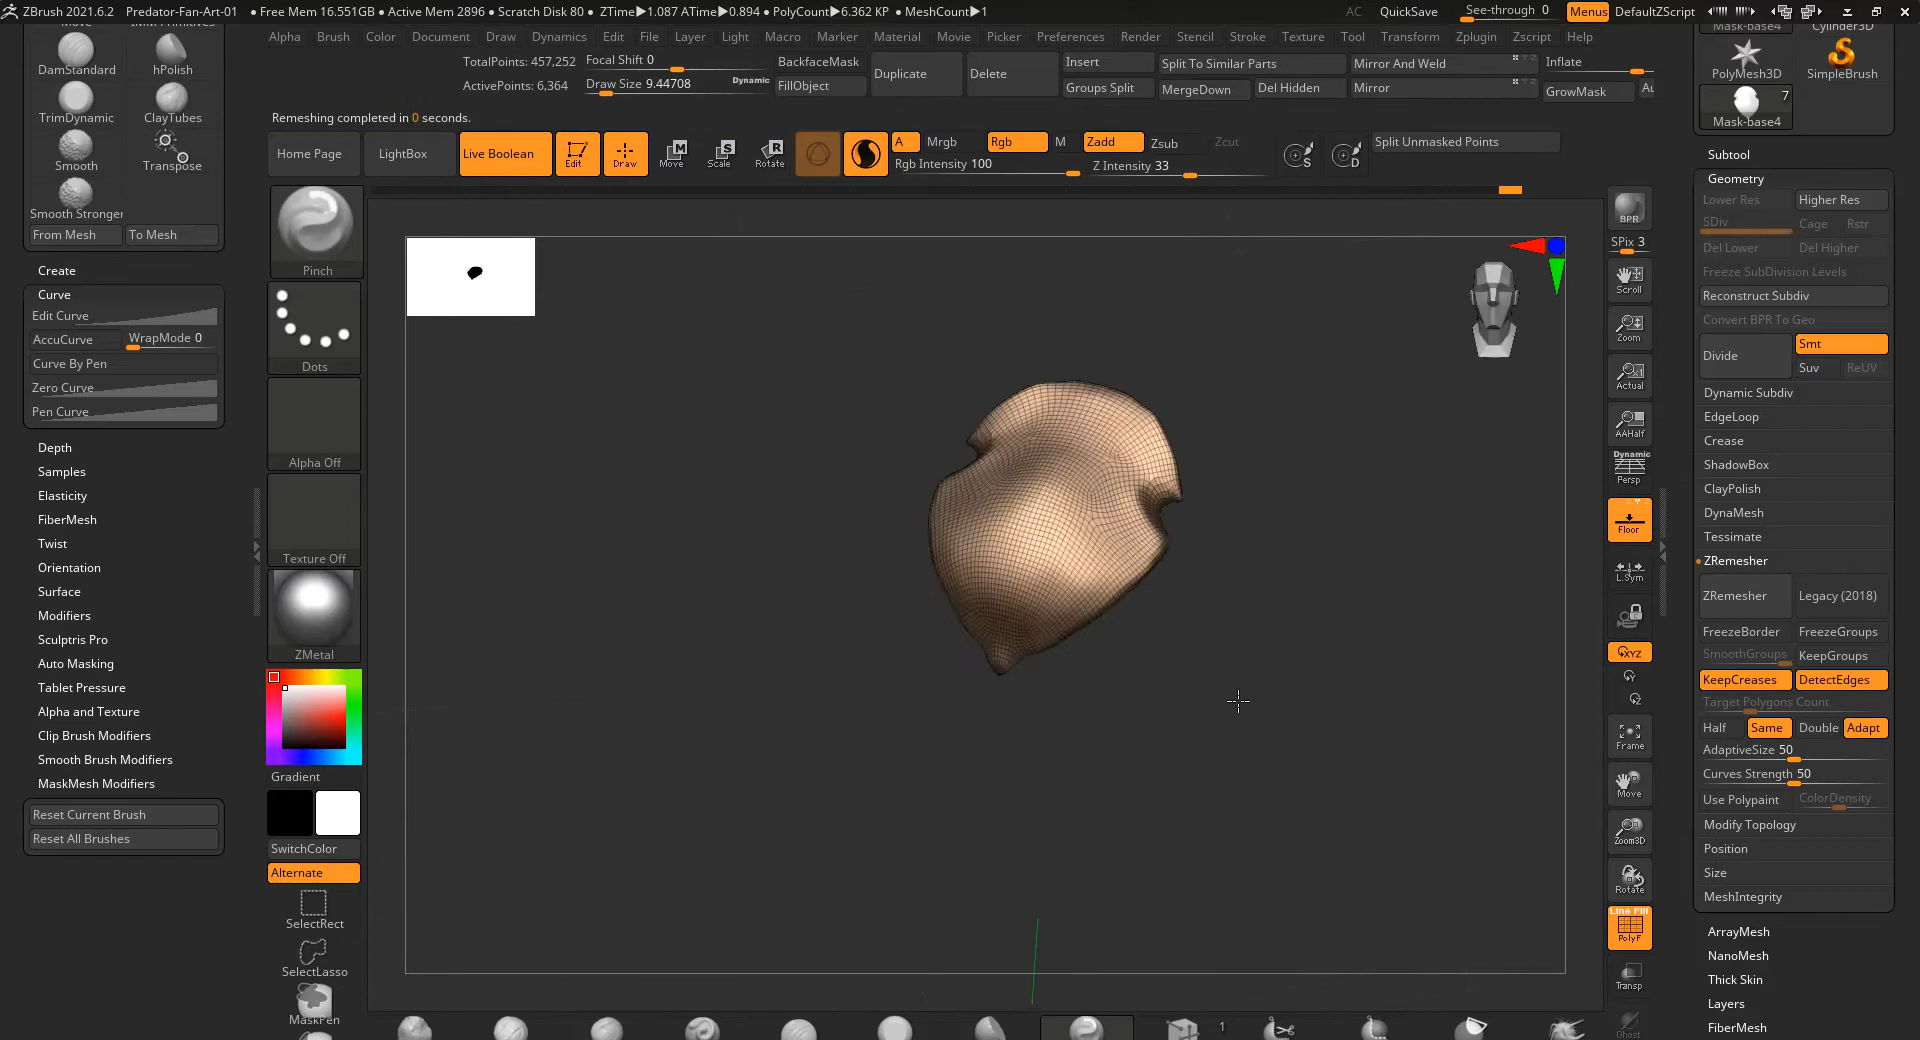 ZBrush 2021.6.2 Predator-Fan-Art-01 ● Free Mem 16.551GB ● Active Mem 2896 ● Scratch Disk 80 ● ZTime▶1.087 ATime▶0.894 ● PolyCount▶6.362 KP ● MeshCount▶1 AC QuickSave See-through 0 Menus DefaultZScript
Alpha Brush Color Document Draw Dynamics Edit File Layer Light Macro Marker Material Movie Picker Preferences Render Stencil Stroke Texture Tool Transform Zplugin Zscript Help
TotalPoints: 457,252
ActivePoints: 6,364
Focal Shift 0
Draw Size 9.44708
Dynamic
BackfaceMask
FillObject
Duplicate
Delete
Insert
Groups Split
Split To Similar Parts
MergeDown
Del Hidden
Mirror And Weld
Mirror
Inflate
GrowMask
Remeshing completed in 0 seconds.
Home Page
LightBox
Live Boolean
Edit
Draw
Move
Scale
Rotate
A
Mrgb
Rgb
M
Zadd
Zsub
Zcut
Rgb Intensity 100
Z Intensity 33
Split Unmasked Points
DamStandard
hPolish
TrimDynamic
ClayTubes
Smooth
Transpose
Smooth Stronger
From Mesh
To Mesh
Create
Curve
Edit Curve
AccuCurve
WrapMode 0
Curve By Pen
Zero Curve
Pen Curve
Depth
Samples
Elasticity
FiberMesh
Twist
Orientation
Surface
Modifiers
Sculptris Pro
Auto Masking
Tablet Pressure
Alpha and Texture
Clip Brush Modifiers
Smooth Brush Modifiers
MaskMesh Modifiers
Reset Current Brush
Reset All Brushes
Pinch
Dots
Alpha Off
Texture Off
ZMetal
Gradient
SwitchColor
Alternate
SelectRect
SelectLasso
MaskPen
1
BPR
SPix 3
Scroll
Zoom
Actual
AAHalf
Dynamic
Persp
Floor
L.Sym
XYZ
Frame
Move
Zoom3D
Rotate
Line Fill
PolyF
Transp
Ghost
Mask-base4
Cylinder3D
PolyMesh3D
SimpleBrush
7
Mask-base4
Subtool
Geometry
Lower Res
Higher Res
SDiv
Cage
Rstr
Del Lower
Del Higher
Freeze SubDivision Levels
Reconstruct Subdiv
Convert BPR To Geo
Divide
Smt
Suv
ReUV
Dynamic Subdiv
EdgeLoop
Crease
ShadowBox
ClayPolish
DynaMesh
Tessimate
ZRemesher
ZRemesher
Legacy (2018)
FreezeBorder
FreezeGroups
SmoothGroups
KeepGroups
KeepCreases
DetectEdges
Target Polygons Count
Half
Same
Double
Adapt
AdaptiveSize 50
Curves Strength 50
Use Polypaint
ColorDensity
Modify Topology
Position
Size
MeshIntegrity
ArrayMesh
NanoMesh
Thick Skin
Layers
FiberMesh